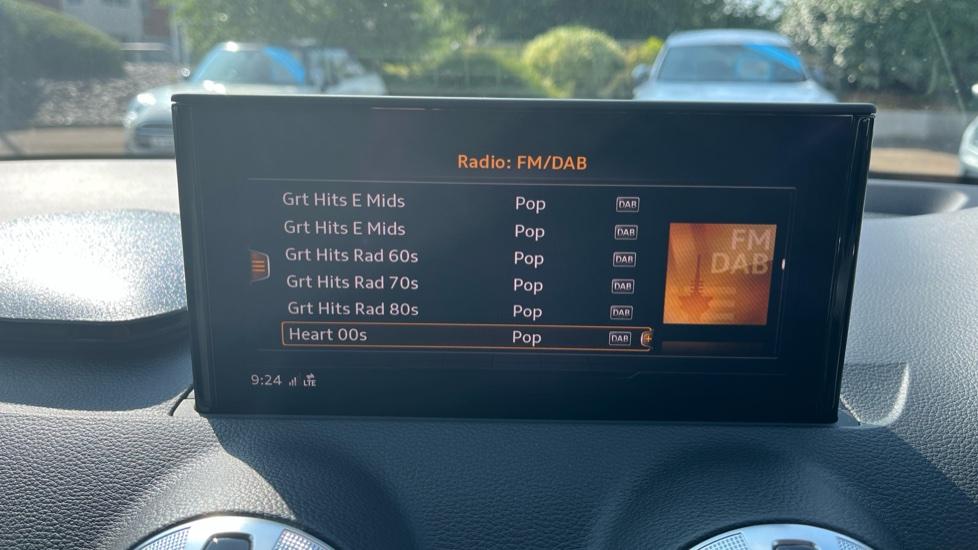 Radio: FM/DAB
Grt Hits E Mids Pop DAB
Grt Hits E Mids Pop DAB
Grt Hits Rad 60s Pop DAB
Grt Hits Rad 70s Pop DAB
Grt Hits Rad 80s Pop DAB
Heart 00s Pop DAB
FM
DAB
9:24 LTE